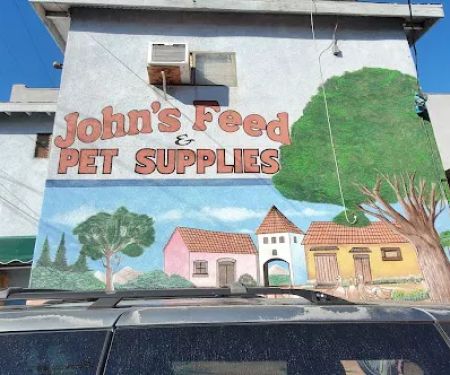 John's Feed
&
PET SUPPLIES